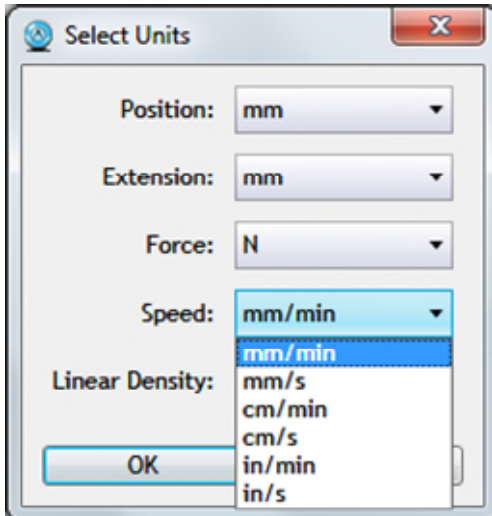 Select Units
Position: mm
Extension: mm
Force: N
Speed: mm/min
mm/min
Linear Density: mm/s
cm/min
cm/s
OK in/min
in/s